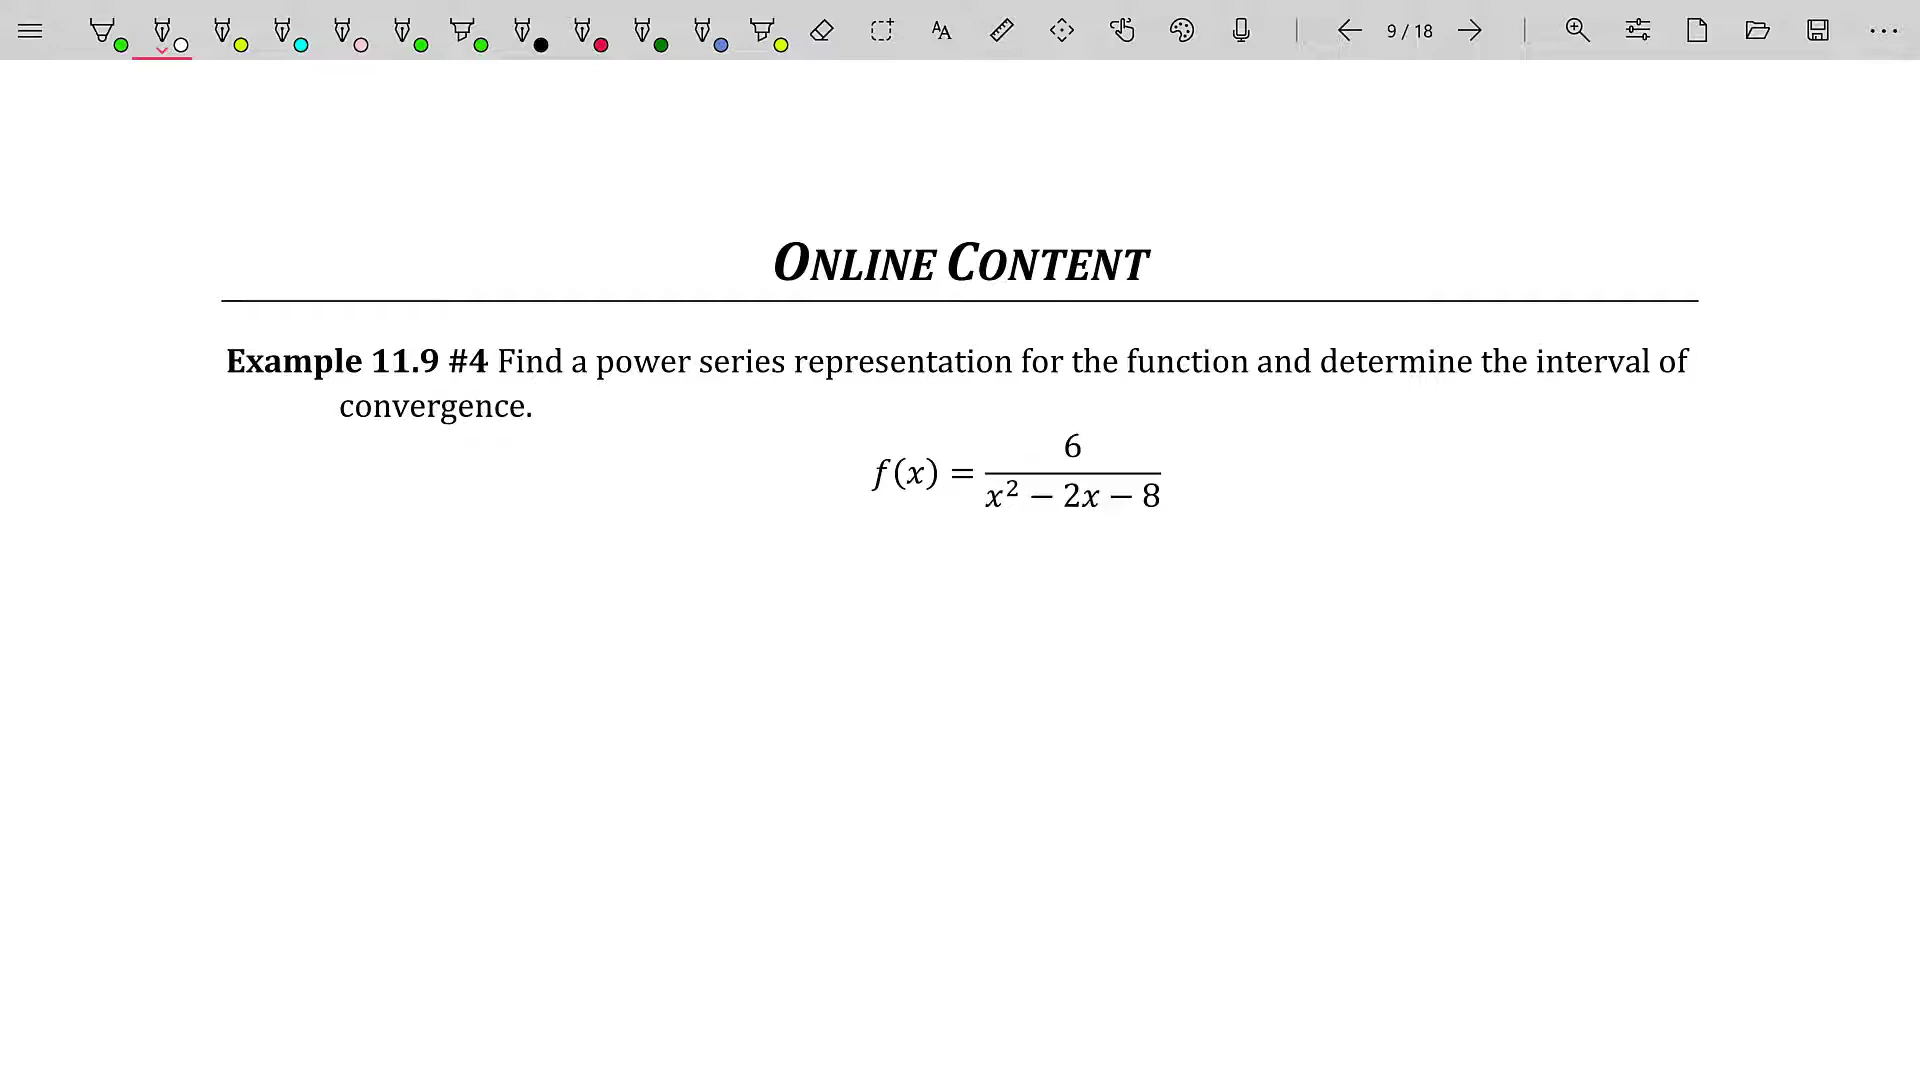 9 / 18
ONLINE CONTENT
Example 11.9 #4 Find a power series representation for the function and determine the interval of
convergence.
f(x) = 6 / (x² − 2x − 8)